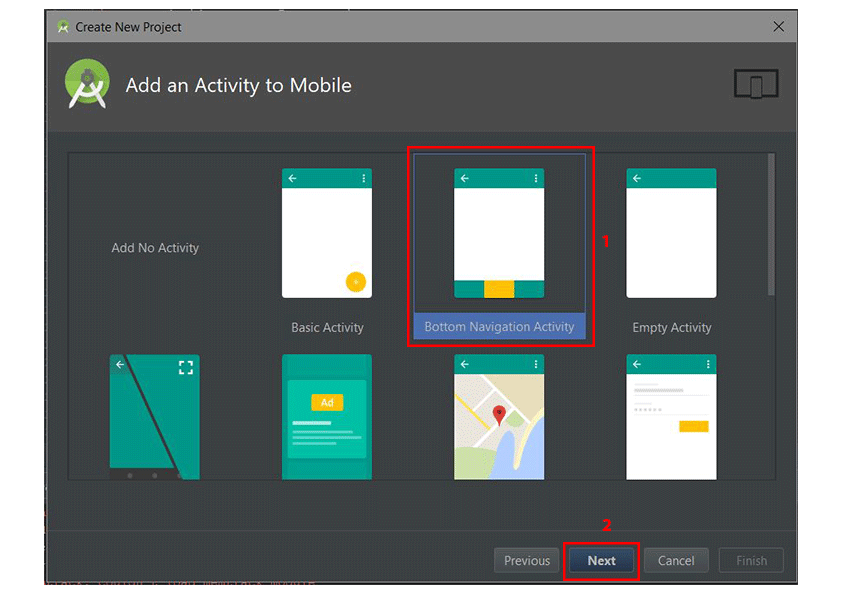 Create New Project
Add an Activity to Mobile
1
Add No Activity
Basic Activity
Bottom Navigation Activity
Empty Activity
Ad
2
Previous
Next
Cancel
Finish